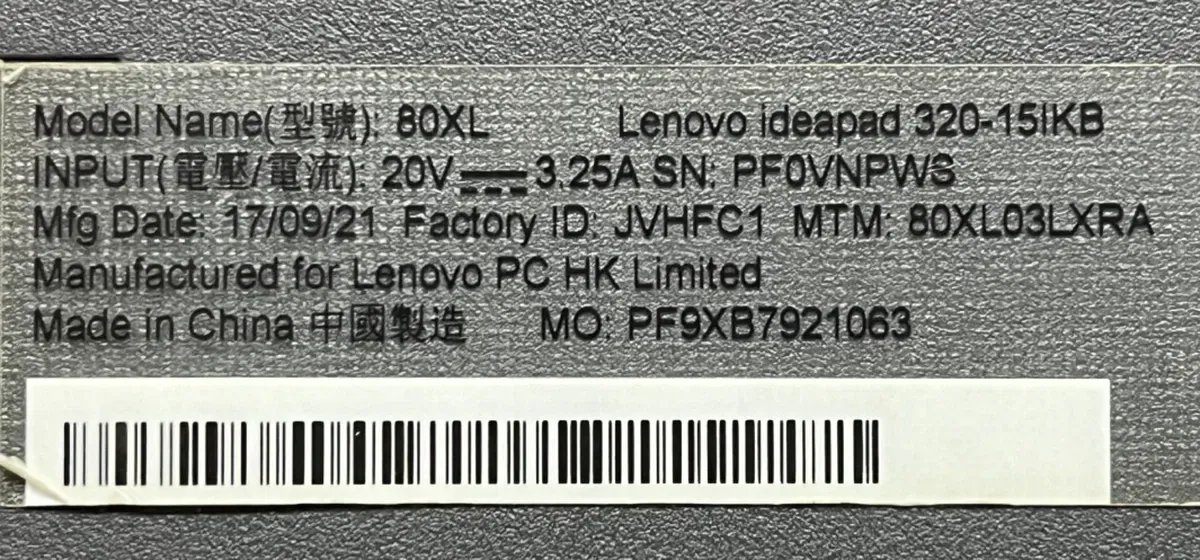 Model Name(型號): 80XL Lenovo ideapad 320-15IKB
INPUT(電壓/電流): 20V⎓3.25A SN: PF0VNPWS
Mfg Date: 17/09/21 Factory ID: JVHFC1 MTM: 80XL03LXRA
Manufactured for Lenovo PC HK Limited
Made in China 中國製造 MO: PF9XB7921063